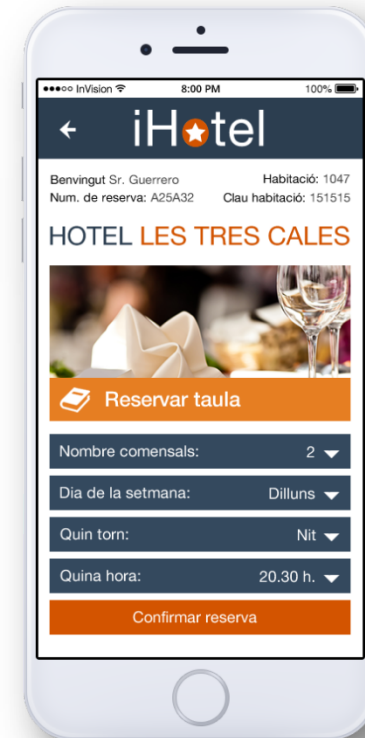 InVision 8:00 PM 100%
iHotel
Benvingut Sr. Guerrero Habitació: 1047
Num. de reserva: A25A32 Clau habitació: 151515
HOTEL LES TRES CALES
Reservar taula
Nombre comensals: 2
Dia de la setmana: Dilluns
Quin torn: Nit
Quina hora: 20.30 h.
Confirmar reserva